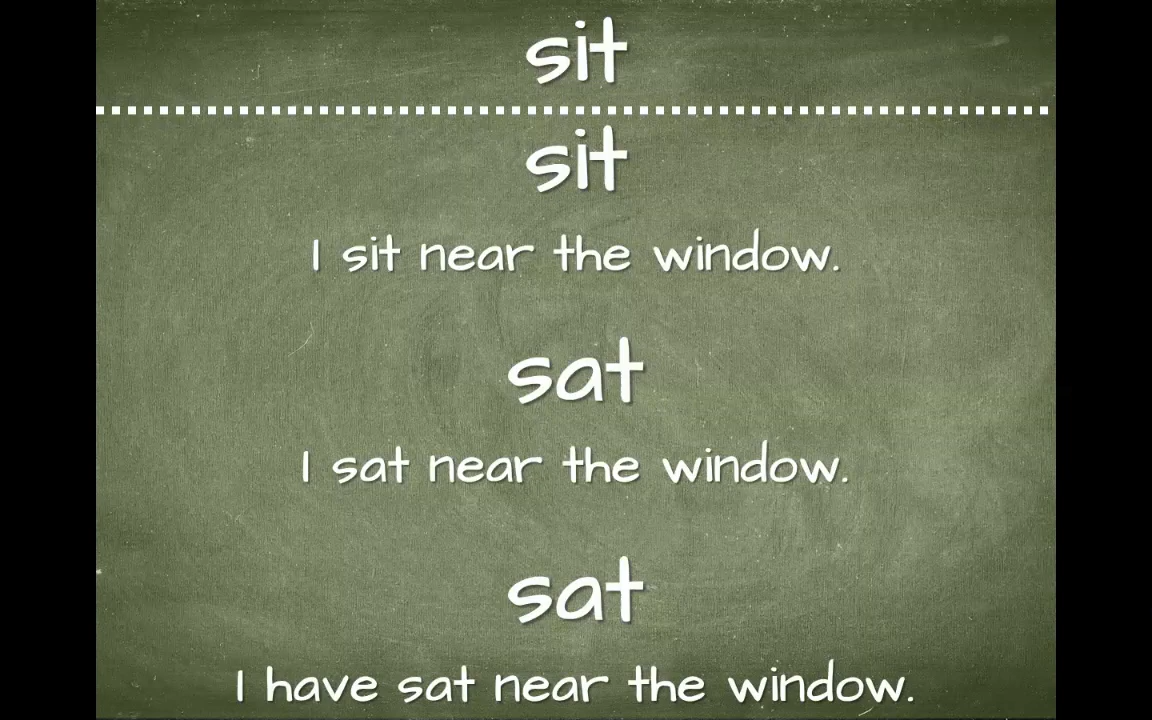 sit
sit
I sit near the window.
sat
I sat near the window.
sat
I have sat near the window.